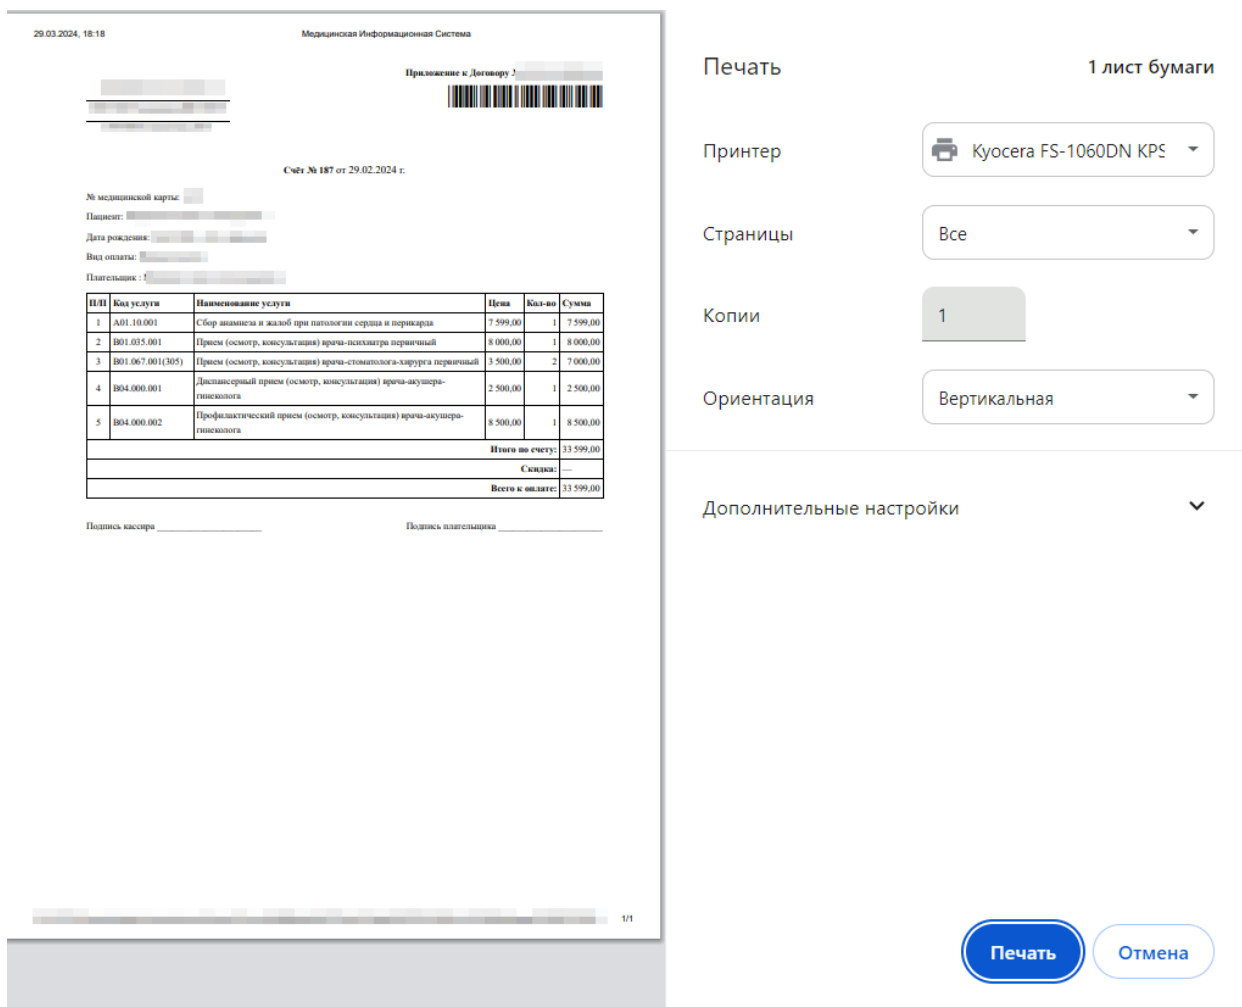 29.03.2024, 18:18
Медицинская Информационная Система
Приложение к Договору
Счёт № 187 от 29.02.2024 г.
№ медицинской карты:
Пациент:
Дата рождения:
Вид оплаты:
Плательщик :
П/П Код услуги Наименование услуги Цена Кол-во Сумма
1 A01.10.001 Сбор анамнеза и жалоб при патологии сердца и перикарда 7 599,00 1 7 599,00
2 B01.035.001 Прием (осмотр, консультация) врача-психиатра первичный 8 000,00 1 8 000,00
3 B01.067.001(305) Прием (осмотр, консультация) врача-стоматолога-хирурга первичный 3 500,00 2 7 000,00
4 B04.000.001 Диспансерный прием (осмотр, консультация) врача-акушера-
гинеколога 2 500,00 1 2 500,00
5 B04.000.002 Профилактический прием (осмотр, консультация) врача-акушера-
гинеколога 8 500,00 1 8 500,00
Итого по счету: 33 599,00
Скидка: —
Всего к оплате: 33 599,00
Подпись кассира
Подпись плательщика
1/1
Печать
1 лист бумаги
Принтер
Kyocera FS-1060DN KPS
Страницы
Все
Копии
1
Ориентация
Вертикальная
Дополнительные настройки
Печать
Отмена